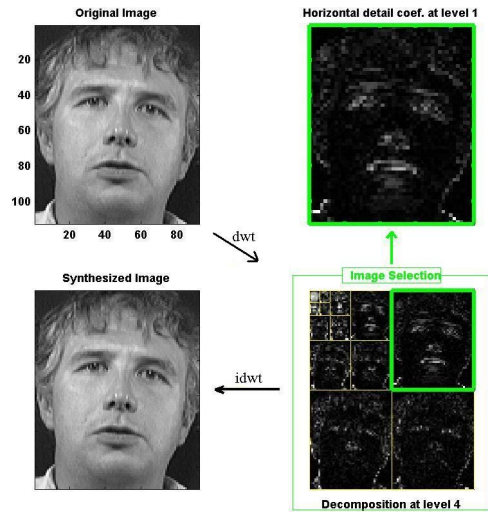 Original Image
Horizontal detail coef. at level 1
20
40
60
80
100
20 40 60 80
dwt
Synthesized Image
Image Selection
idwt
Decomposition at level 4